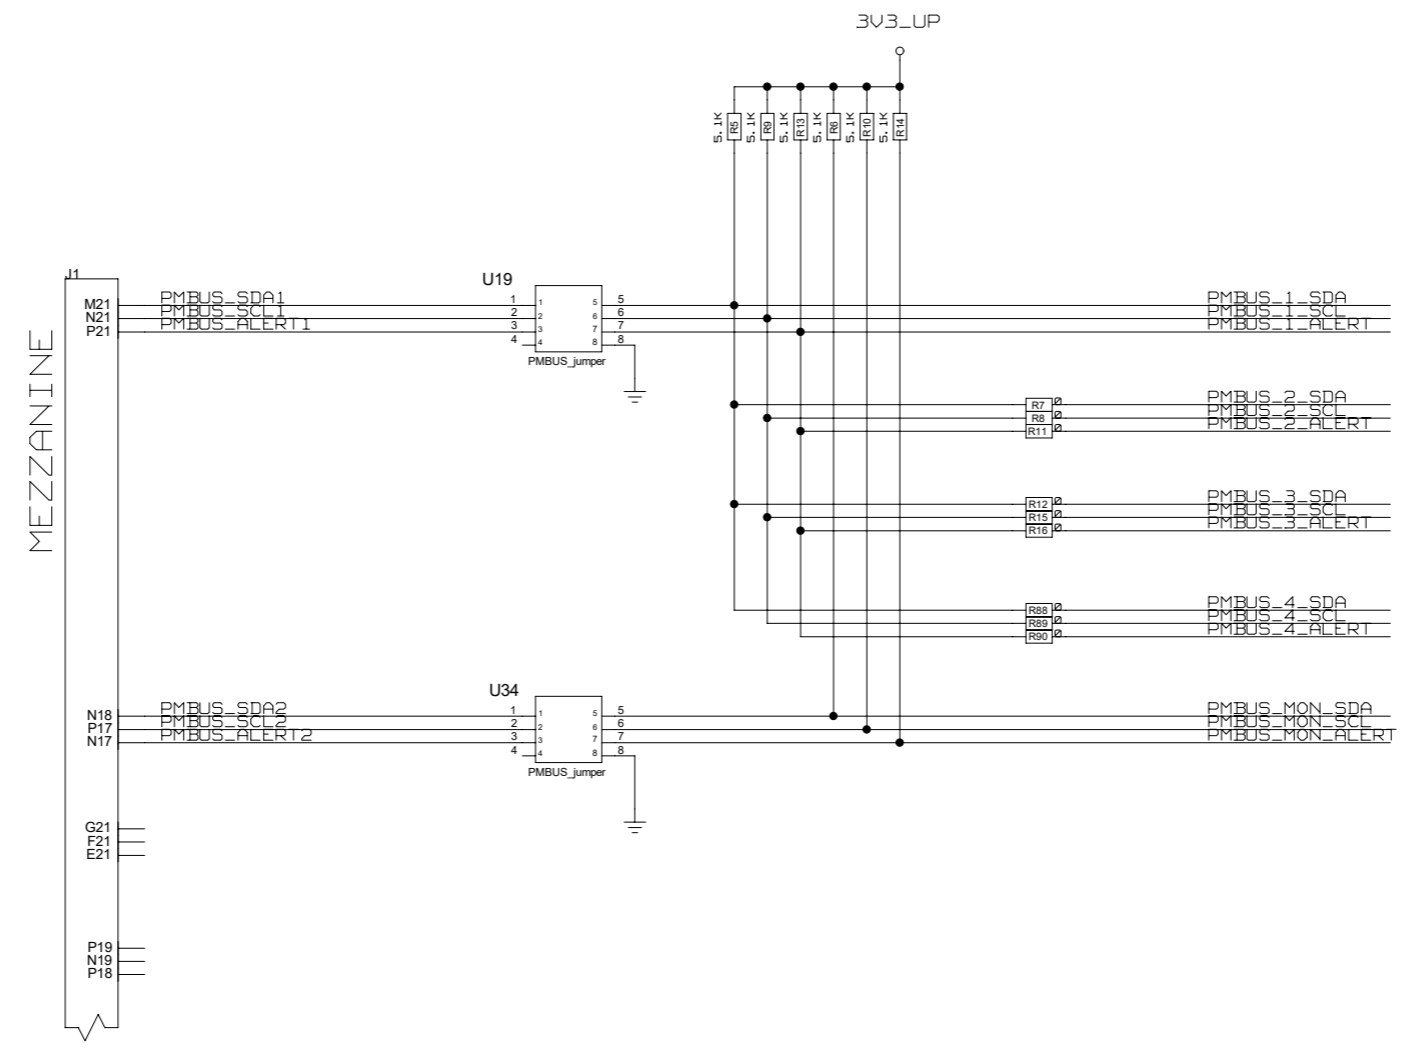 3V3_UP
5.1K R5 5.1K R9 5.1K R13 5.1K R6 5.1K R10 5.1K R14
J1
MEZZANINE
U19
M21 PMBUS_SDA1 1 1 5 5 PMBUS_1_SDA
N21 PMBUS_SCL1 2 2 6 6 PMBUS_1_SCL
P21 PMBUS_ALERT1 3 3 7 7 PMBUS_1_ALERT
4 4 8 8
PMBUS_jumper
R7 0 PMBUS_2_SDA
R8 0 PMBUS_2_SCL
R11 0 PMBUS_2_ALERT
R12 0 PMBUS_3_SDA
R15 0 PMBUS_3_SCL
R16 0 PMBUS_3_ALERT
R88 0 PMBUS_4_SDA
R89 0 PMBUS_4_SCL
R90 0 PMBUS_4_ALERT
U34
N18 PMBUS_SDA2 1 1 5 5 PMBUS_MON_SDA
P17 PMBUS_SCL2 2 2 6 6 PMBUS_MON_SCL
N17 PMBUS_ALERT2 3 3 7 7 PMBUS_MON_ALERT
4 4 8 8
PMBUS_jumper
G21
F21
E21
P19
N19
P18